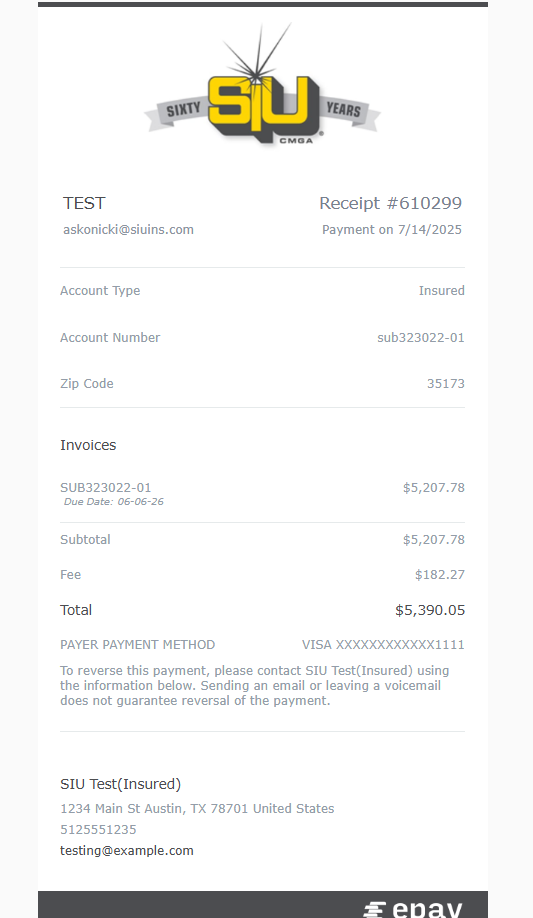 SIXTY SIU YEARS
CMGA
®
TEST Receipt #610299
askonicki@siuins.com Payment on 7/14/2025
Account Type Insured
Account Number sub323022-01
Zip Code 35173
Invoices
SUB323022-01 $5,207.78
Due Date: 06-06-26
Subtotal $5,207.78
Fee $182.27
Total $5,390.05
PAYER PAYMENT METHOD VISA XXXXXXXXXXXX1111
To reverse this payment, please contact SIU Test(Insured) using
the information below. Sending an email or leaving a voicemail
does not guarantee reversal of the payment.
SIU Test(Insured)
1234 Main St Austin, TX 78701 United States
5125551235
testing@example.com
epay